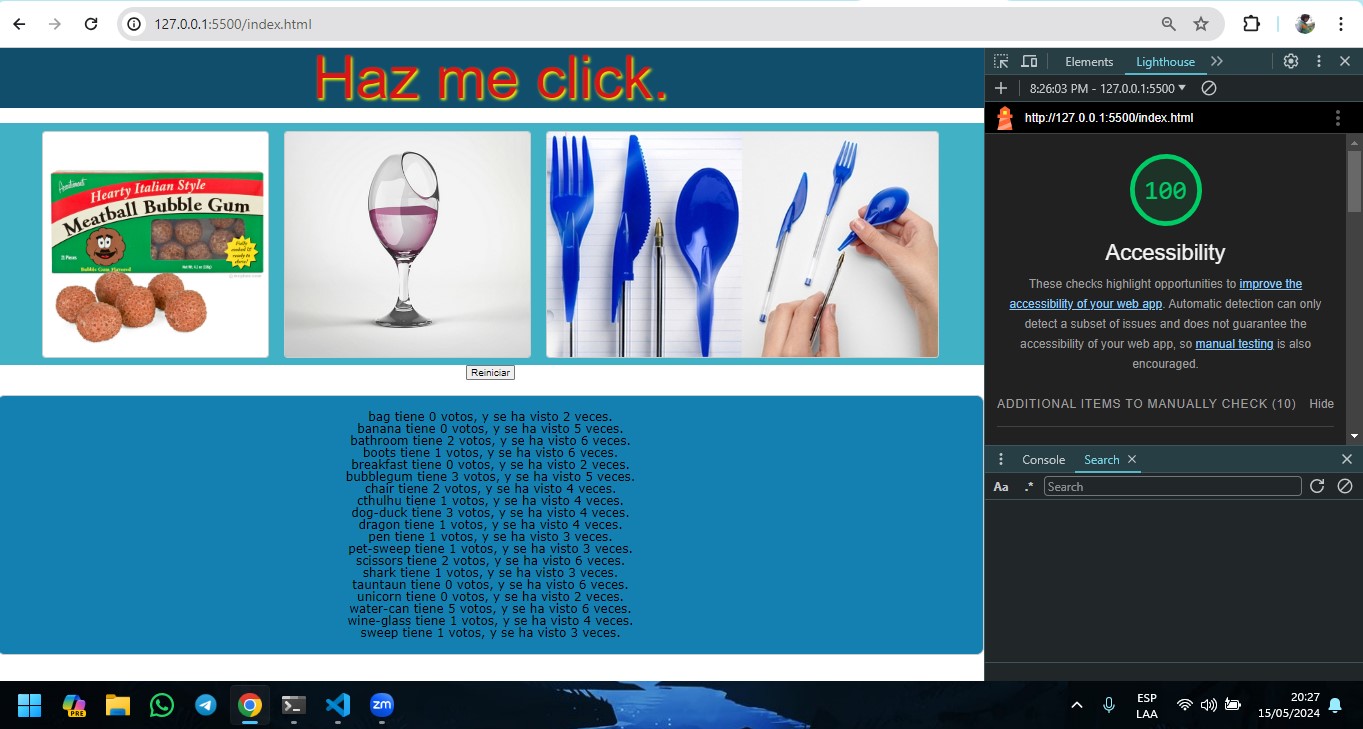 127.0.0.1:5500/index.html
Haz me click.
Hearty Italian Style
Meatball Bubble Gum
Reiniciar
bag tiene 0 votos, y se ha visto 2 veces.
banana tiene 0 votos, y se ha visto 5 veces.
bathroom tiene 2 votos, y se ha visto 6 veces.
boots tiene 1 votos, y se ha visto 6 veces.
breakfast tiene 0 votos, y se ha visto 2 veces.
bubblegum tiene 3 votos, y se ha visto 5 veces.
chair tiene 2 votos, y se ha visto 4 veces.
cthulhu tiene 1 votos, y se ha visto 4 veces.
dog-duck tiene 3 votos, y se ha visto 4 veces.
dragon tiene 1 votos, y se ha visto 4 veces.
pen tiene 1 votos, y se ha visto 3 veces.
pet-sweep tiene 1 votos, y se ha visto 3 veces.
scissors tiene 2 votos, y se ha visto 6 veces.
shark tiene 1 votos, y se ha visto 3 veces.
tauntaun tiene 0 votos, y se ha visto 6 veces.
unicorn tiene 0 votos, y se ha visto 2 veces.
water-can tiene 5 votos, y se ha visto 6 veces.
wine-glass tiene 1 votos, y se ha visto 4 veces.
sweep tiene 1 votos, y se ha visto 3 veces.
Elements Lighthouse
8:26:03 PM - 127.0.0.1:5500
http://127.0.0.1:5500/index.html
100
Accessibility
These checks highlight opportunities to improve the
accessibility of your web app. Automatic detection can only
detect a subset of issues and does not guarantee the
accessibility of your web app, so manual testing is also
encouraged.
ADDITIONAL ITEMS TO MANUALLY CHECK (10) Hide
Console Search
Aa .* Search
PRE
zm
ESP
LAA
20:27
15/05/2024